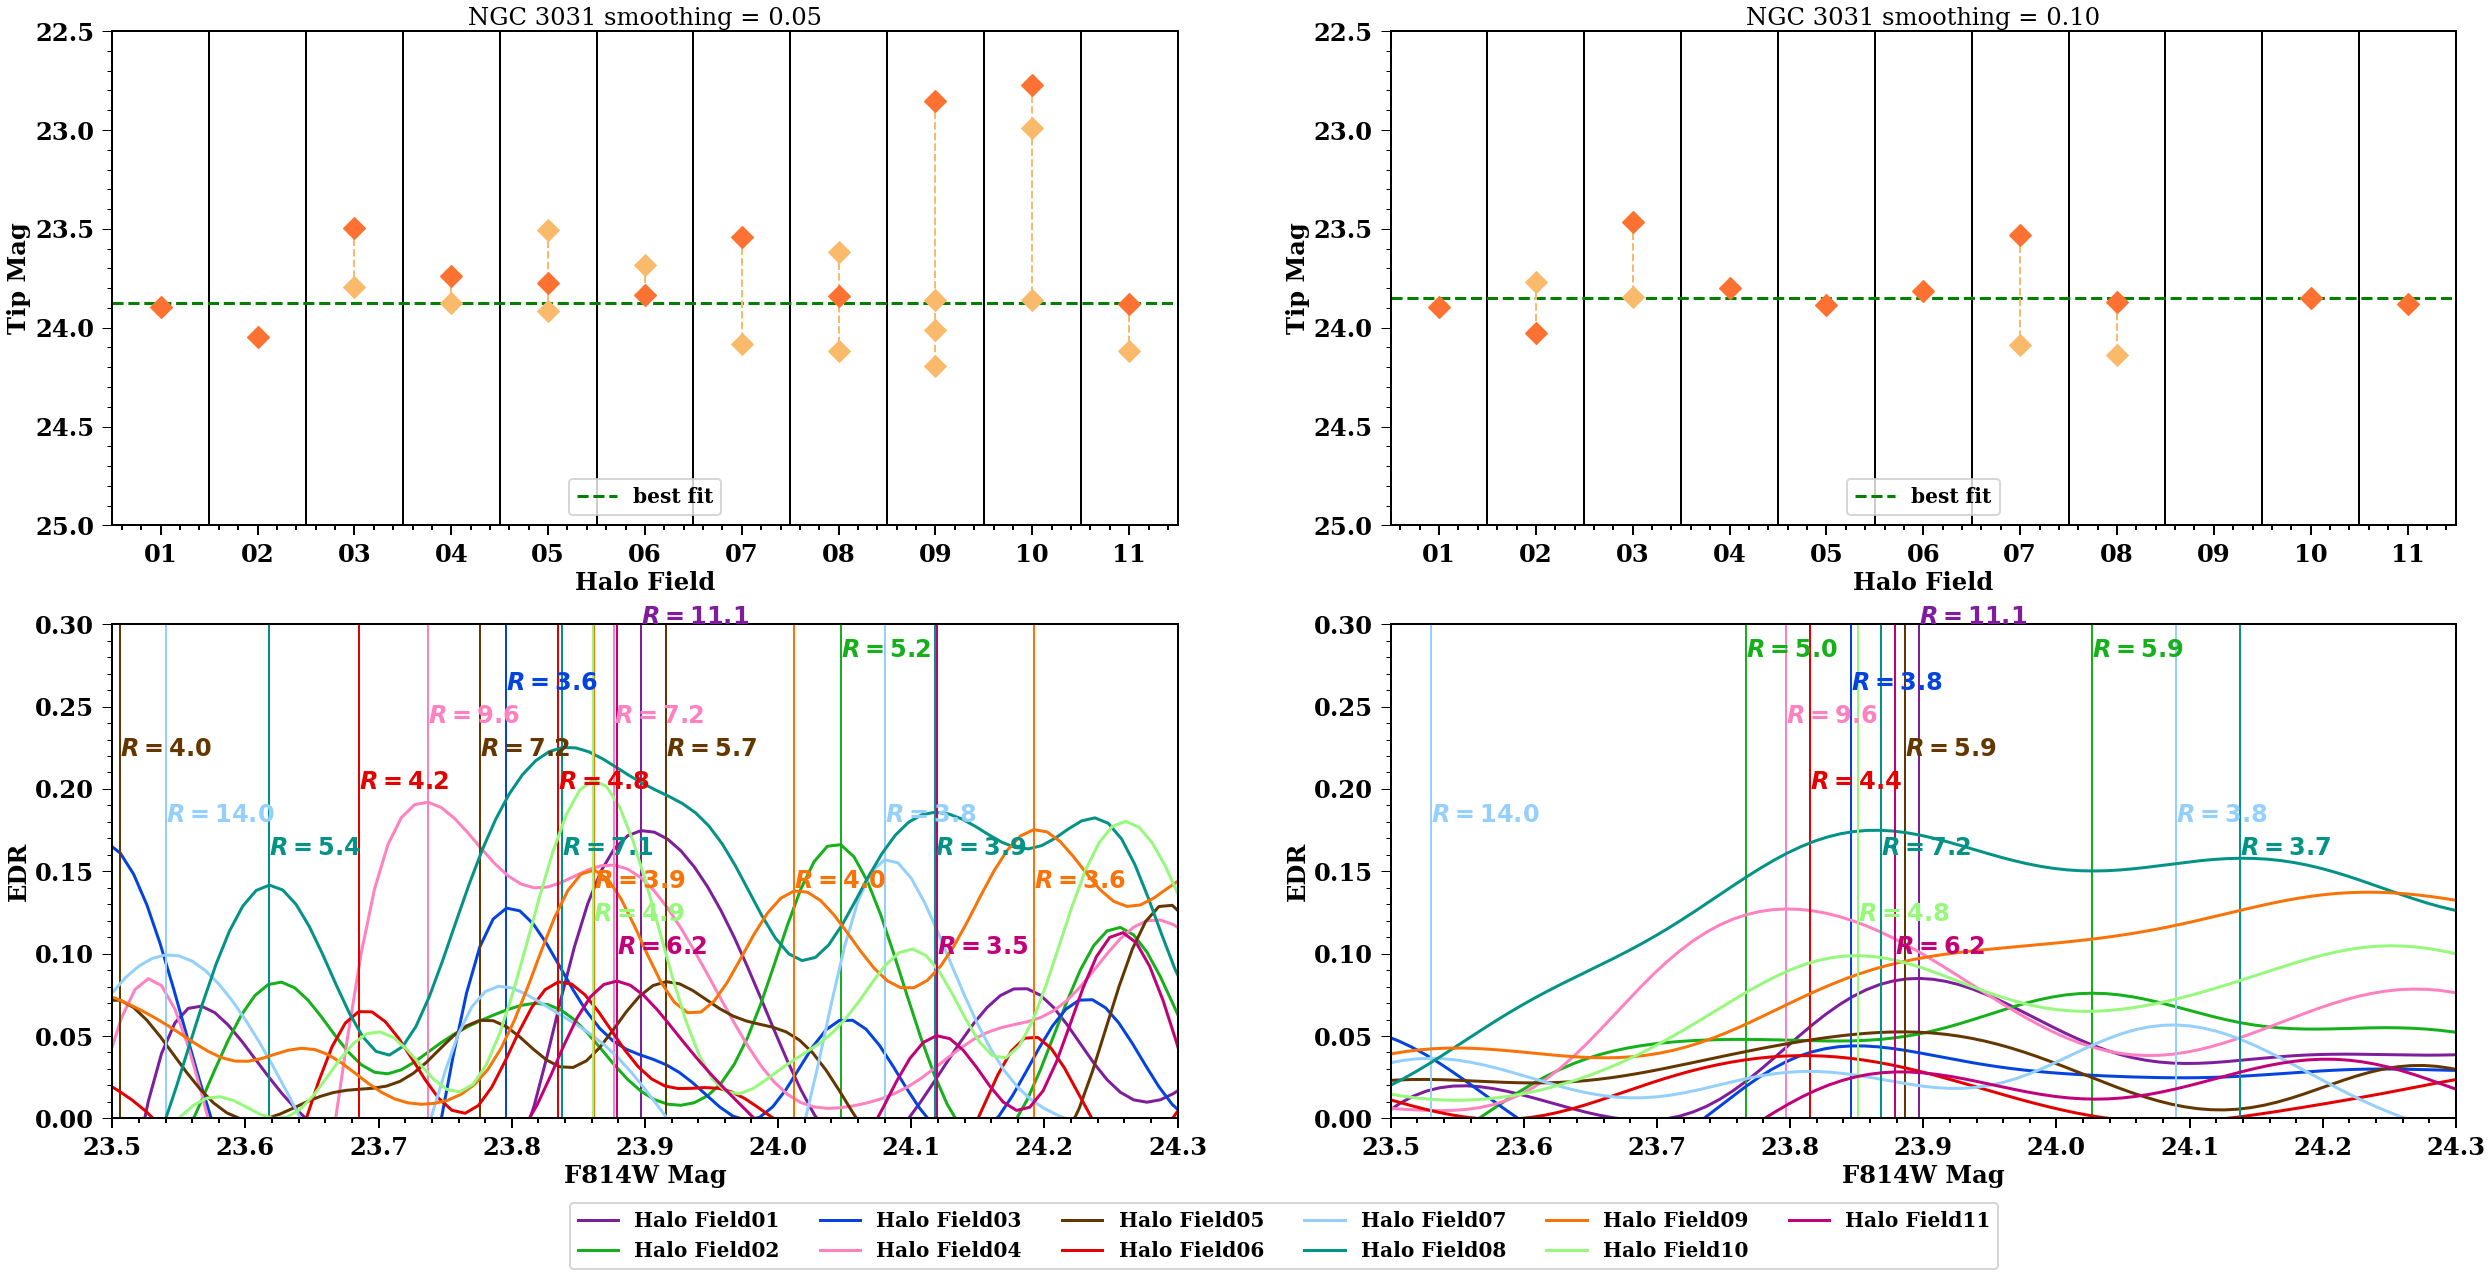 NGC 3031 smoothing = 0.05
NGC 3031 smoothing = 0.10
22.5
23.0
23.5
24.0
24.5
25.0
Tip Mag
best fit
01 02 03 04 05 06 07 08 09 10 11
Halo Field
22.5
23.0
23.5
24.0
24.5
25.0
Tip Mag
best fit
01 02 03 04 05 06 07 08 09 10 11
Halo Field
0.30
0.25
0.20
0.15
0.10
0.05
0.00
EDR
R = 11.1
R = 5.2
R = 3.6
R = 9.6
R = 7.2
R = 4.0
R = 7.2
R = 5.7
R = 4.2
R = 4.8
R = 14.0
R = 3.8
R = 5.4
R = 7.1
R = 3.9
R = 3.9
R = 4.0
R = 3.6
R = 4.9
R = 6.2
R = 3.5
23.5 23.6 23.7 23.8 23.9 24.0 24.1 24.2 24.3
F814W Mag
0.30
0.25
0.20
0.15
0.10
0.05
0.00
EDR
R = 11.1
R = 5.0
R = 5.9
R = 3.8
R = 9.6
R = 5.9
R = 4.4
R = 14.0
R = 3.8
R = 7.2
R = 3.7
R = 4.8
R = 6.2
23.5 23.6 23.7 23.8 23.9 24.0 24.1 24.2 24.3
F814W Mag
Halo Field01 Halo Field03 Halo Field05 Halo Field07 Halo Field09 Halo Field11
Halo Field02 Halo Field04 Halo Field06 Halo Field08 Halo Field10